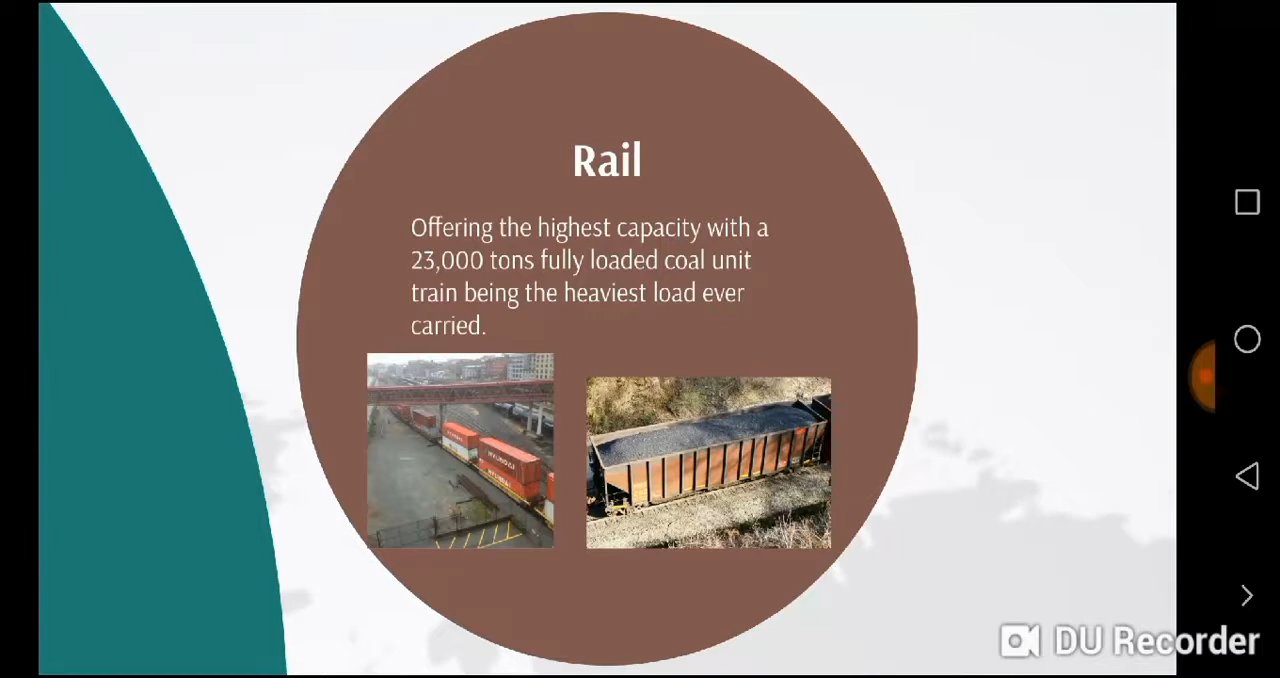 Rail
Offering the highest capacity with a
23,000 tons fully loaded coal unit
train being the heaviest load ever
carried.
HYUNDAI
DU Recorder